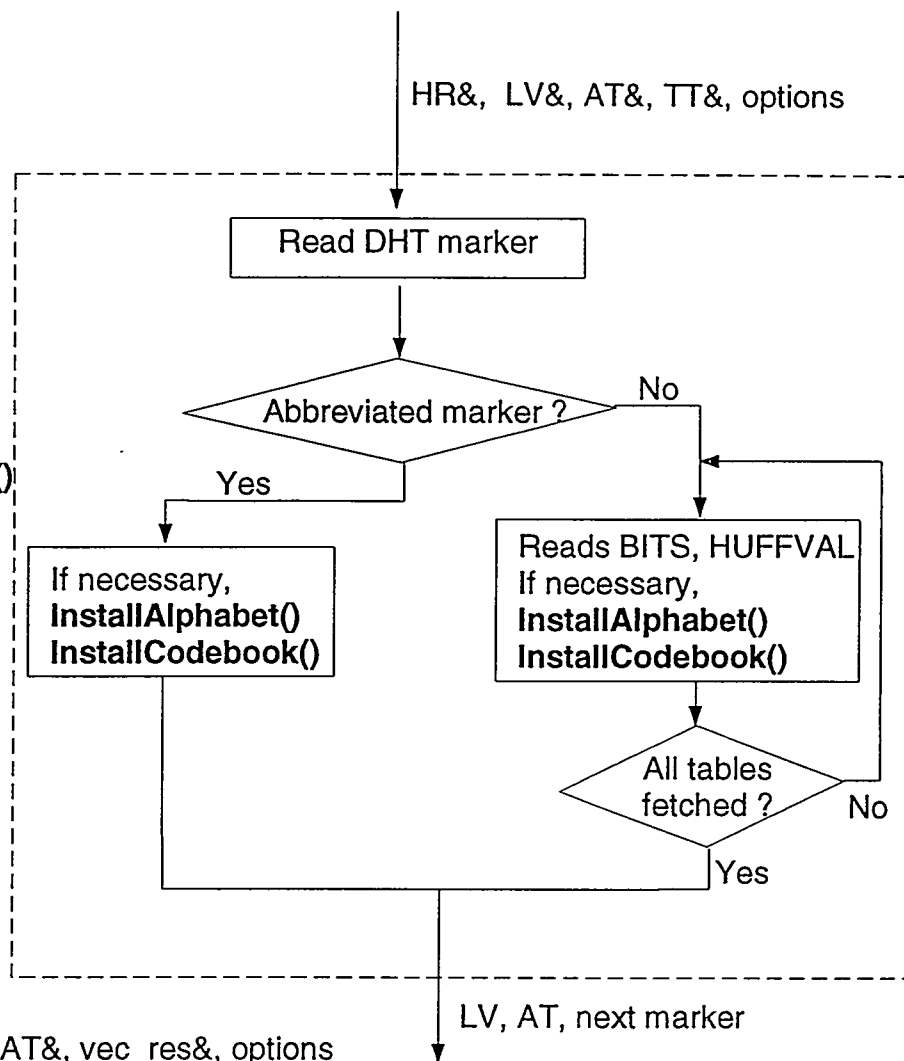 HR&, LV&, AT&, TT&, options
Read DHT marker
Abbreviated marker ?
No
Yes
()
If necessary,
InstallAlphabet()
InstallCodebook()
Reads BITS, HUFFVAL
If necessary,
InstallAlphabet()
InstallCodebook()
All tables
fetched ?
No
Yes
LV, AT, next marker
AT&, vec_res&, options